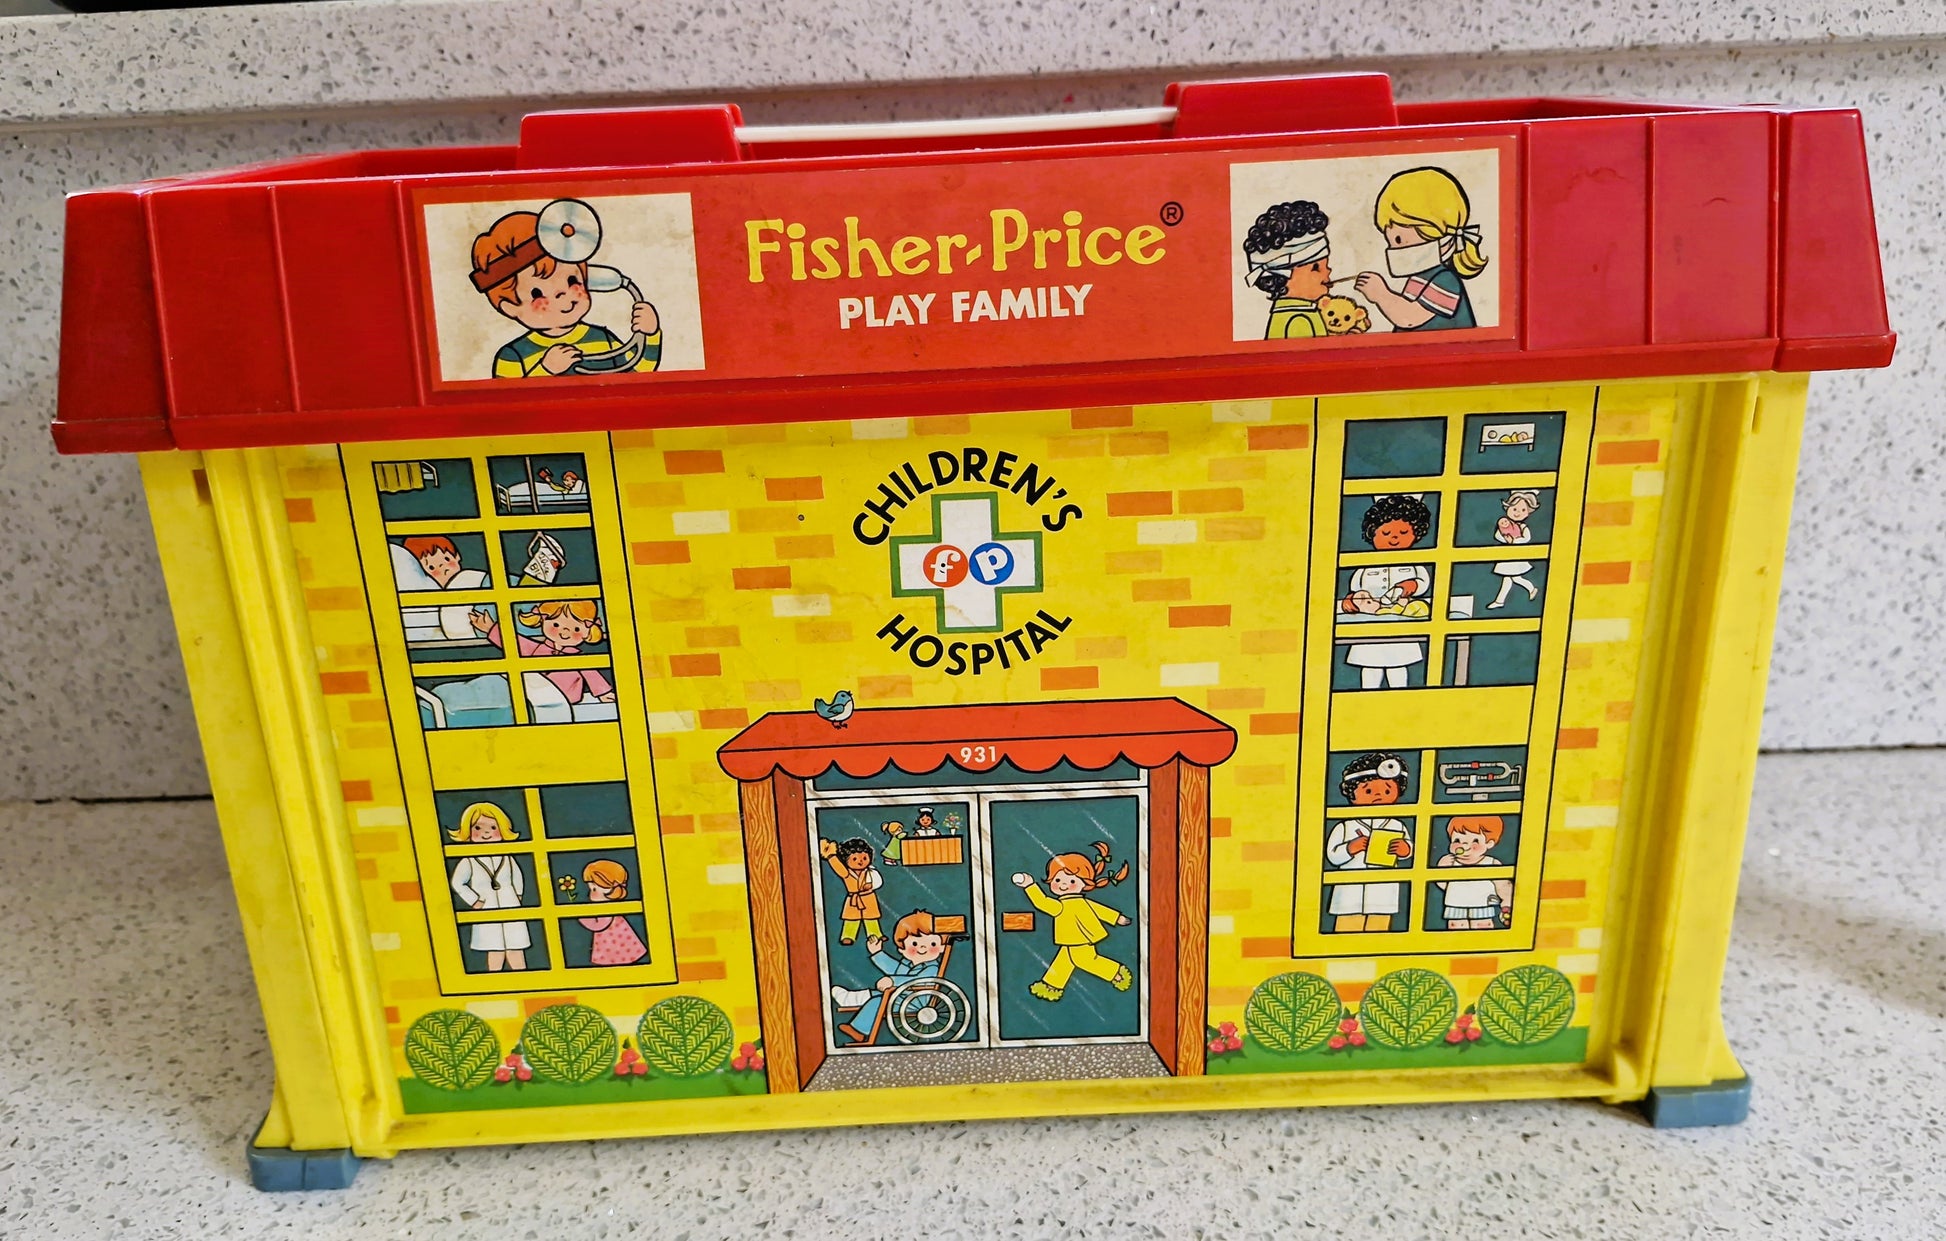 Fisher-Price®
PLAY FAMILY
CHILDREN'S
fp
HOSPITAL
931